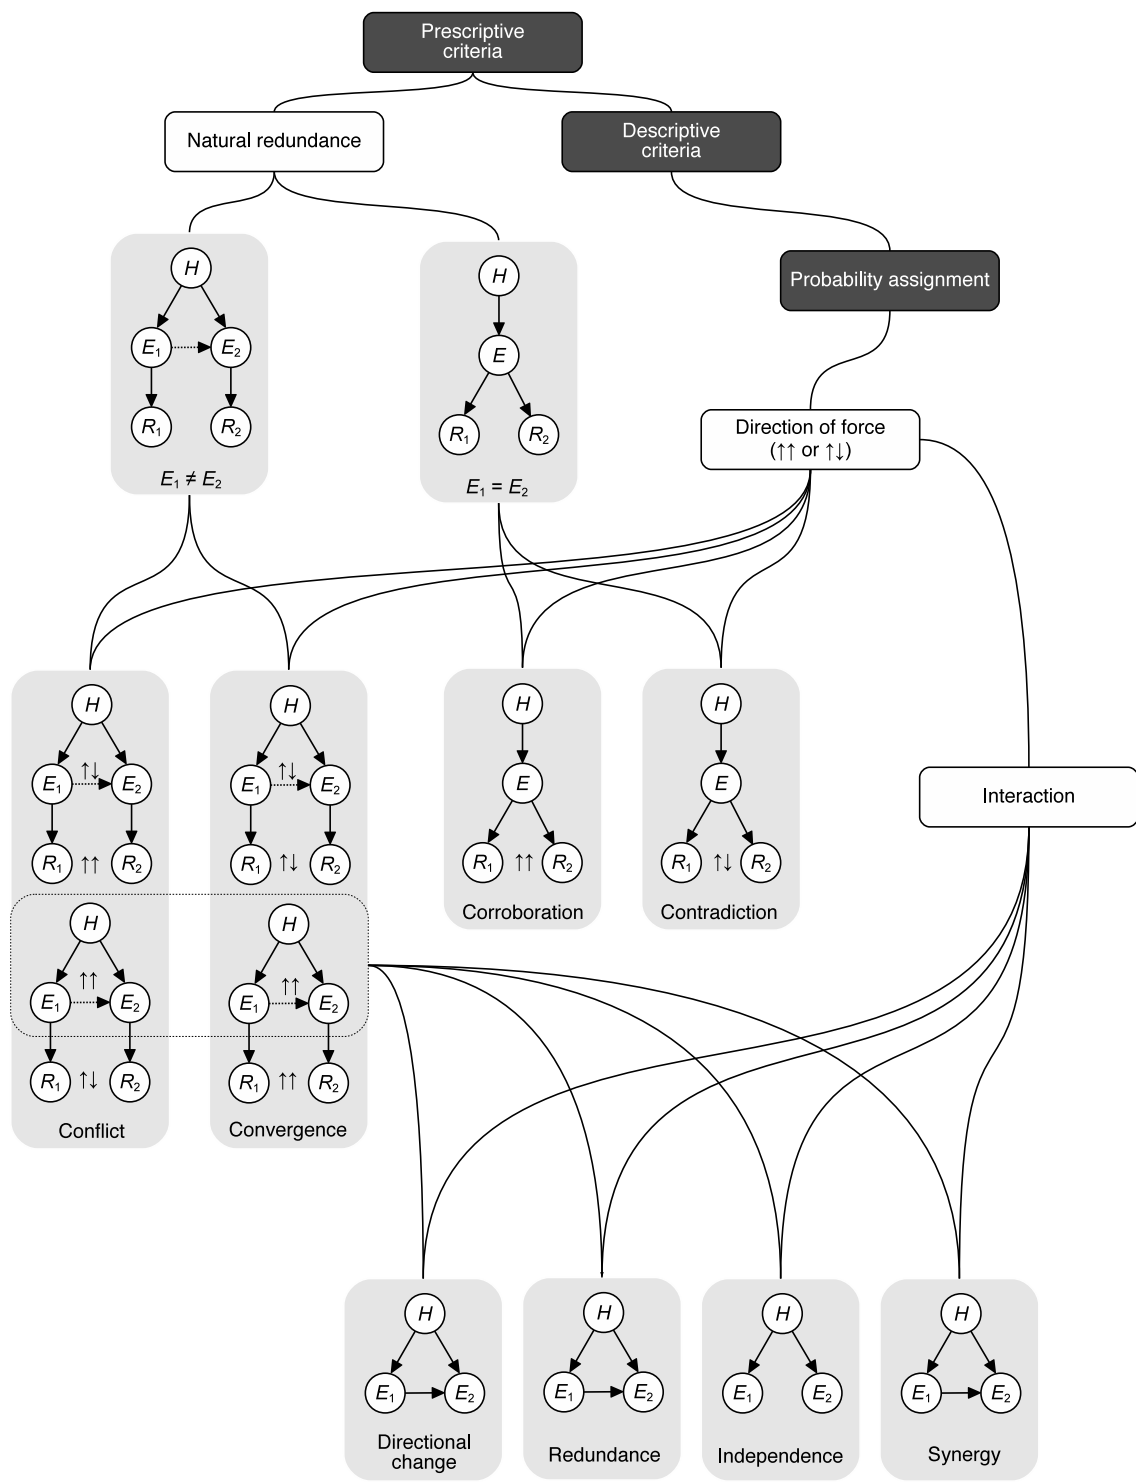 Prescriptive
criteria
Natural redundance
Descriptive
criteria
Probability assignment
H
E₁ E₂
R₁ R₂
E₁ ≠ E₂
H
E
R₁ R₂
E₁ = E₂
Direction of force
(↑↑ or ↑↓)
Interaction
H
↑↓
E₁ E₂
R₁ ↑↑ R₂
H
↑↑
E₁ E₂
R₁ ↑↓ R₂
Conflict
H
↑↓
E₁ E₂
R₁ ↑↓ R₂
H
↑↑
E₁ E₂
R₁ ↑↑ R₂
Convergence
H
E
R₁ ↑↑ R₂
Corroboration
H
E
R₁ ↑↓ R₂
Contradiction
H
E₁ E₂
Directional
change
H
E₁ E₂
Redundance
H
E₁ E₂
Independence
H
E₁ E₂
Synergy